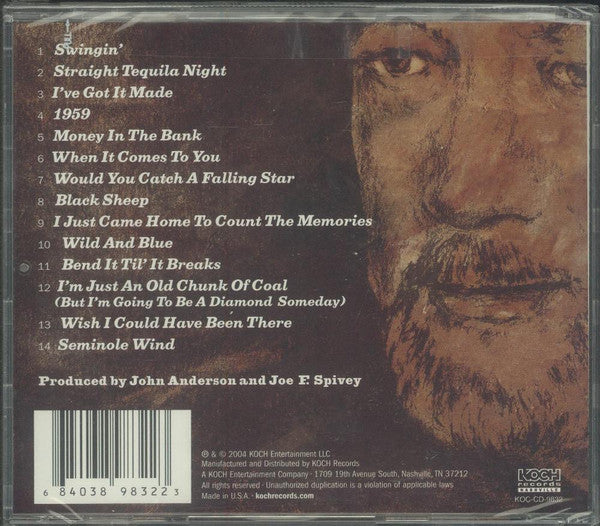 1 Swingin'
2 Straight Tequila Night
3 I've Got It Made
4 1959
5 Money In The Bank
6 When It Comes To You
7 Would You Catch A Falling Star
8 Black Sheep
9 I Just Came Home To Count The Memories
10 Wild And Blue
11 Bend It Til' It Breaks
12 I'm Just An Old Chunk Of Coal
(But I'm Going To Be A Diamond Someday)
13 Wish I Could Have Been There
14 Seminole Wind
Produced by John Anderson and Joe F. Spivey
6 84038 98322 3
℗ & © 2004 KOCH Entertainment LLC
Manufactured and Distributed by KOCH Records
A KOCH Entertainment Company · 1709 19th Avenue South, Nashville, TN 37212
All rights reserved · Unauthorized duplication is a violation of applicable laws
Made in U.S.A. · kochrecords.com
KOCH
records
NASHVILLE
KOC-CD-9832